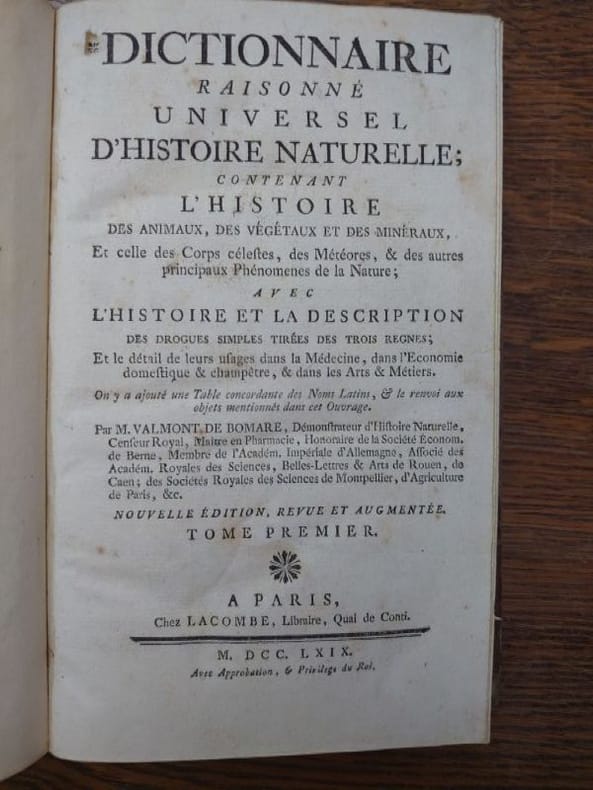 DICTIONNAIRE
RAISONNÉ
UNIVERSEL
D'HISTOIRE NATURELLE;
CONTENANT
L'HISTOIRE
DES ANIMAUX, DES VÉGÉTAUX ET DES MINÉRAUX,
Et celle des Corps céleſtes, des Météores, & des autres
principaux Phénomenes de la Nature;
AVEC
L'HISTOIRE ET LA DESCRIPTION
DES DROGUES SIMPLES TIRÉES DES TROIS REGNES;
Et le détail de leurs uſages dans la Médecine, dans l'Economie
domeſtique & champêtre, & dans les Arts & Métiers.
On y a ajouté une Table concordante des Noms Latins, & le renvoi aux
objets mentionnés dans cet Ouvrage.
Par M. VALMONT DE BOMARE, Démonſtrateur d'Hiſtoire Naturelle,
Cenſeur Royal, Maître en Pharmacie, Honoraire de la Société Économ.
de Berne, Membre de l'Académ. Impériale d'Allemagne, Aſſocié des
Académ. Royales des Sciences, Belles-Lettres & Arts de Rouen, de
Caen; des Sociétés Royales des Sciences de Montpellier, d'Agriculture
de Paris, &c.
NOUVELLE ÉDITION, REVUE ET AUGMENTÉE.
TOME PREMIER.
A PARIS,
Chez LACOMBE, Libraire, Quai de Conti.
M. DCC. LXIX.
Avec Approbation, & Privilege du Roi.